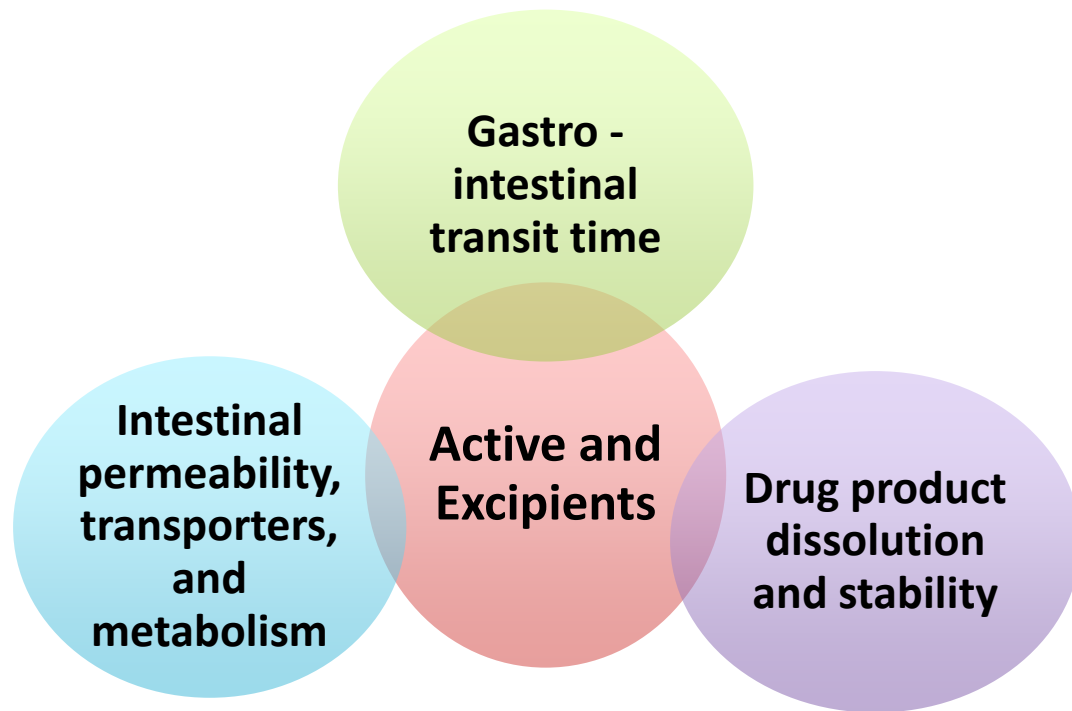 Gastro -
intestinal
transit time
Intestinal
permeability,
transporters,
and
metabolism
Active and
Excipients
Drug product
dissolution
and stability